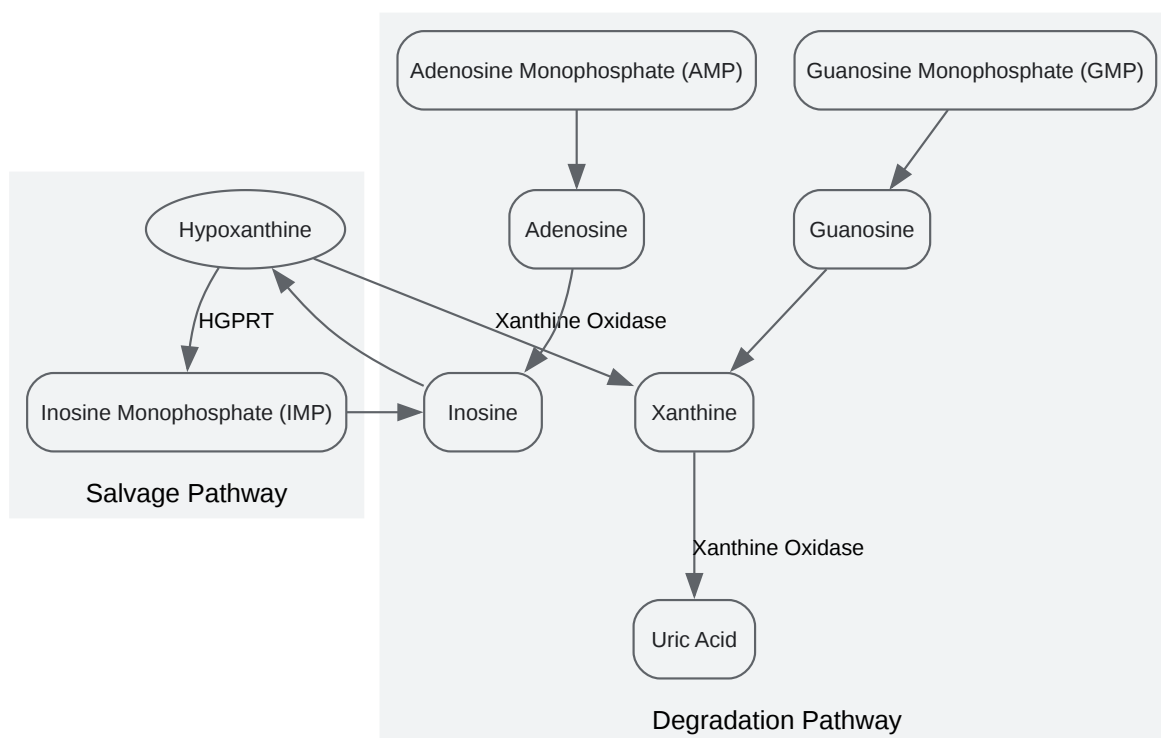 Adenosine Monophosphate (AMP)
Guanosine Monophosphate (GMP)
Hypoxanthine
Adenosine
Guanosine
HGPRT
Xanthine Oxidase
Inosine Monophosphate (IMP)
Inosine
Xanthine
Salvage Pathway
Xanthine Oxidase
Uric Acid
Degradation Pathway